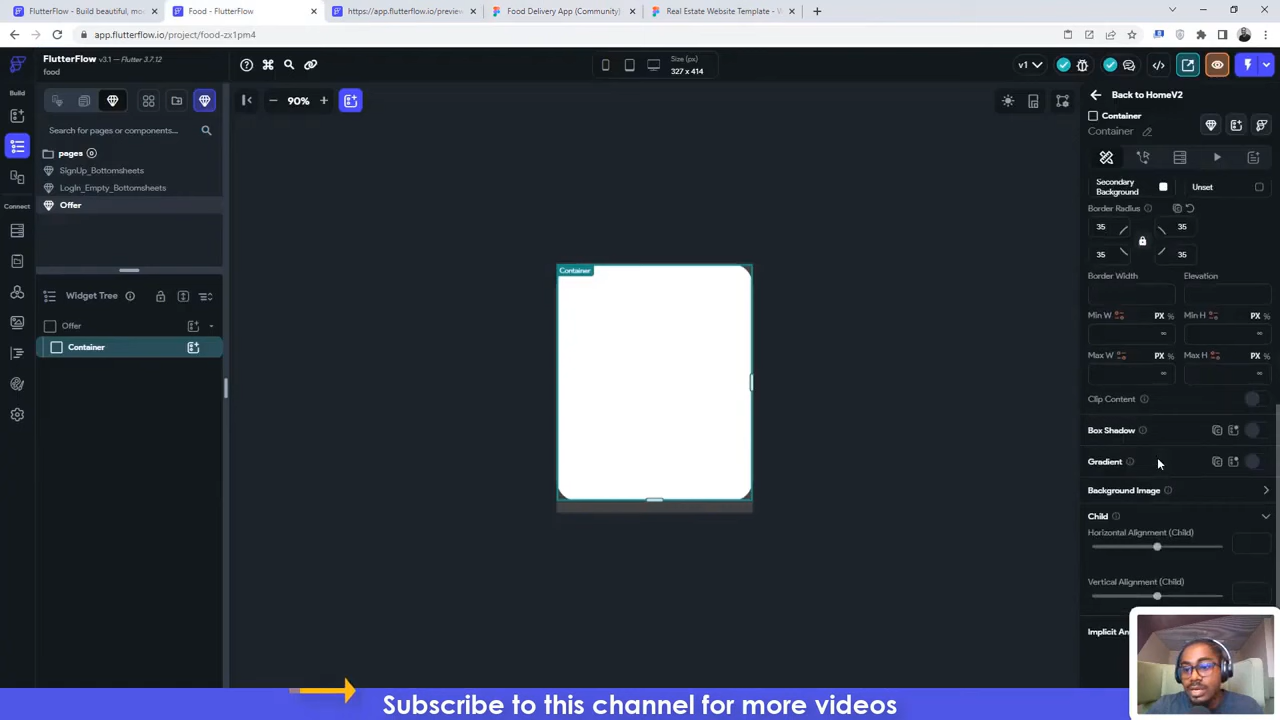 FlutterFlow - Build beautiful, mo
Food - FlutterFlow
https://app.flutterflow.io/preview
Food Delivery App (Community)
Real Estate Website Template - W
app.flutterflow.io/project/food-zx1pm4
FlutterFlow v3.1 – Flutter 3.7.12
food
Size (px)
327 x 414
v1
Build
Connect
90%
Search for pages or components...
pages 0
SignUp_Bottomsheets
LogIn_Empty_Bottomsheets
Offer
Widget Tree
Offer
Container
Container
Back to HomeV2
Container
Container
Secondary Background
Unset
Border Radius
35 35
35 35
Border Width Elevation
Min W PX % Min H PX %
∞ ∞
Max W PX % Max H PX %
∞ ∞
Clip Content
Box Shadow
Gradient
Background Image
Child
Horizontal Alignment (Child)
Vertical Alignment (Child)
Implicit An
Subscribe to this channel for more videos